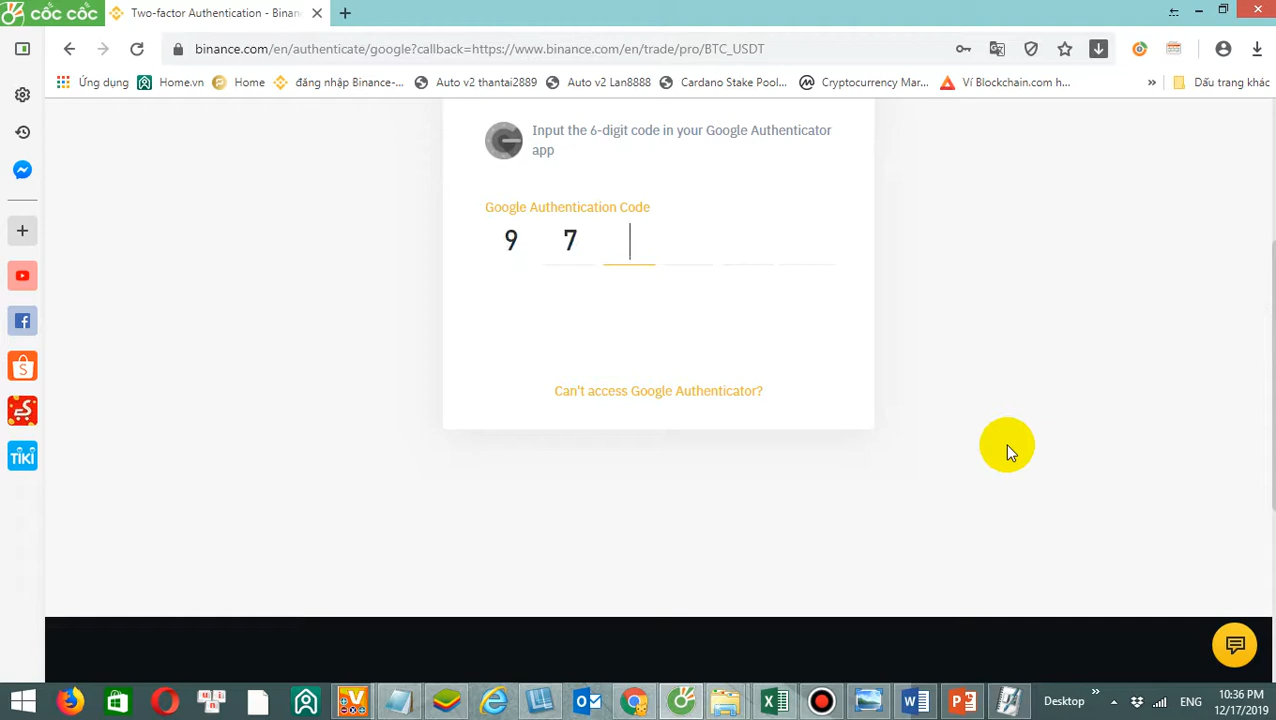 cốc cốc
Two-factor Authentication - Binan
binance.com/en/authenticate/google?callback=https://www.binance.com/en/trade/pro/BTC_USDT
Ứng dụng Home.vn Home đăng nhập Binance-... Auto v2 thantai2889 Auto v2 Lan8888 Cardano Stake Pool... Cryptocurrency Mar... Ví Blockchain.com h... » Dấu trang khác
Input the 6-digit code in your Google Authenticator
app
Google Authentication Code
9 7
Can't access Google Authenticator?
TIKI
Desktop
ENG
10:36 PM
12/17/2019